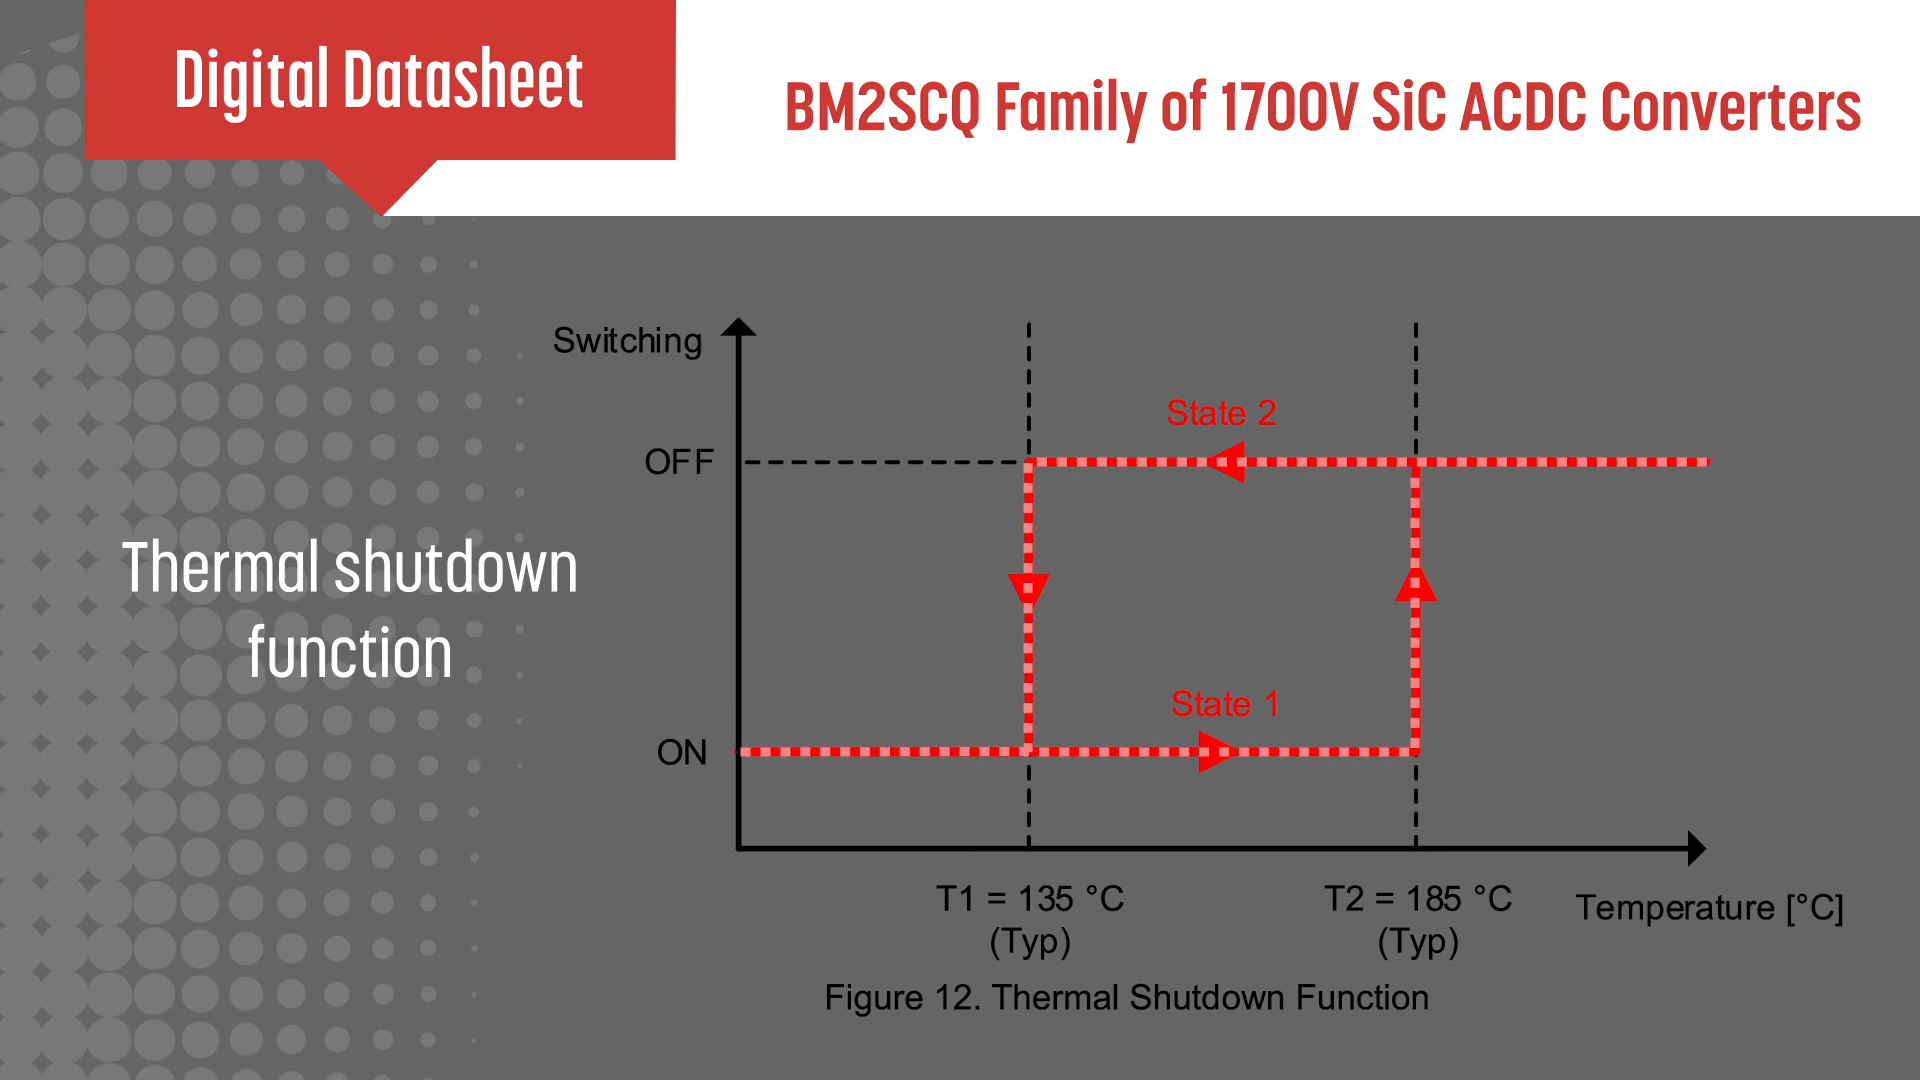 Digital Datasheet
BM2SCQ Family of 1700V SiC ACDC Converters
Thermal shutdown
function
Switching
OFF
ON
State 2
State 1
T1 = 135 °C
(Typ)
T2 = 185 °C
(Typ)
Temperature [°C]
Figure 12. Thermal Shutdown Function